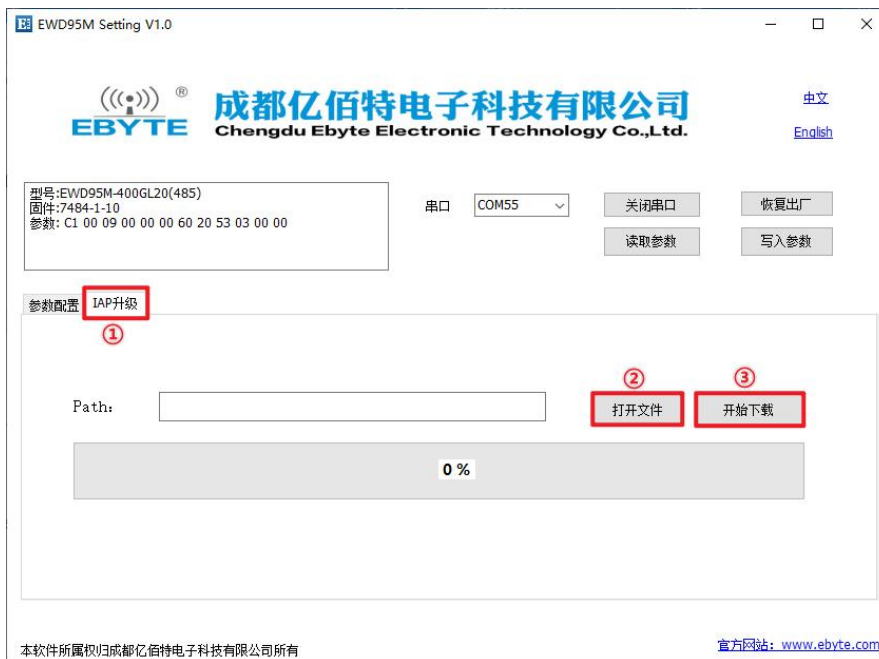 EWD95M Setting V1.0
((())) ®
EBYTE
成都亿佰特电子科技有限公司
Chengdu Ebyte Electronic Technology Co.,Ltd.
中文
English
型号:EWD95M-400GL20(485)
固件:7484-1-10
参数: C1 00 09 00 00 00 60 20 53 03 00 00
串口 COM55 关闭串口 恢复出厂
读取参数 写入参数
参数配置 IAP升级
①
② ③
Path: 打开文件 开始下载
0 %
本软件所属权归成都亿佰特电子科技有限公司所有
官方网站: www.ebyte.com